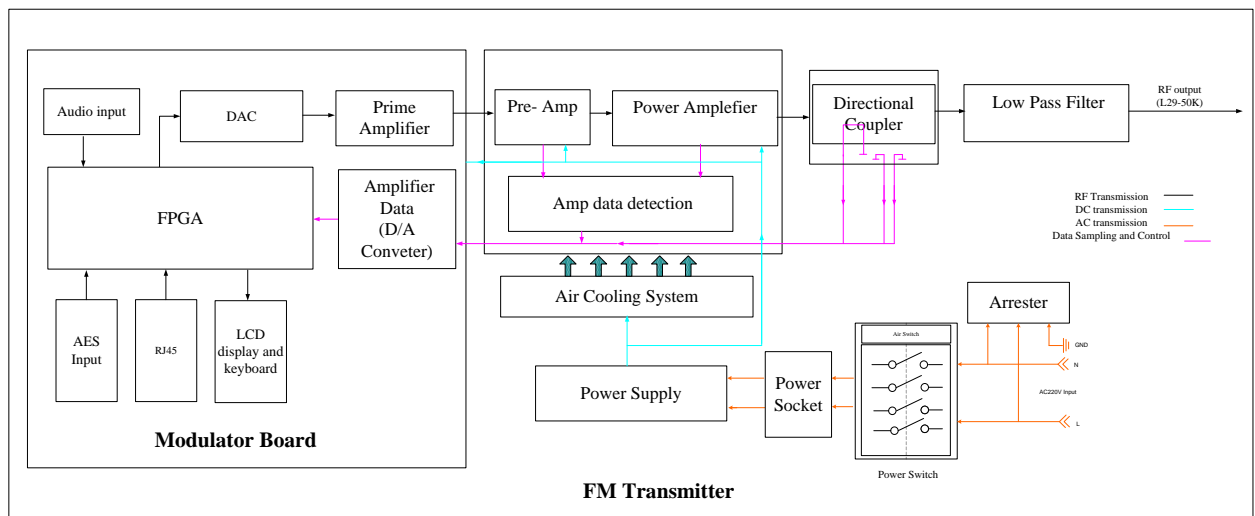 Audio input
DAC
Prime
Amplifier
Pre- Amp
Power Amplefier
Directional
Coupler
Low Pass Filter
RF output
(L29-50K)
FPGA
Amplifier
Data
(D/A
Conveter)
Amp data detection
RF Transmission
DC transmission
AC transmission
Data Sampling and Control
Air Cooling System
Arrester
AES
Input
RJ45
LCD
display and
keyboard
Power Supply
Power
Socket
Air Switch
GND
N
AC220V Input
L
Modulator Board
Power Switch
FM Transmitter